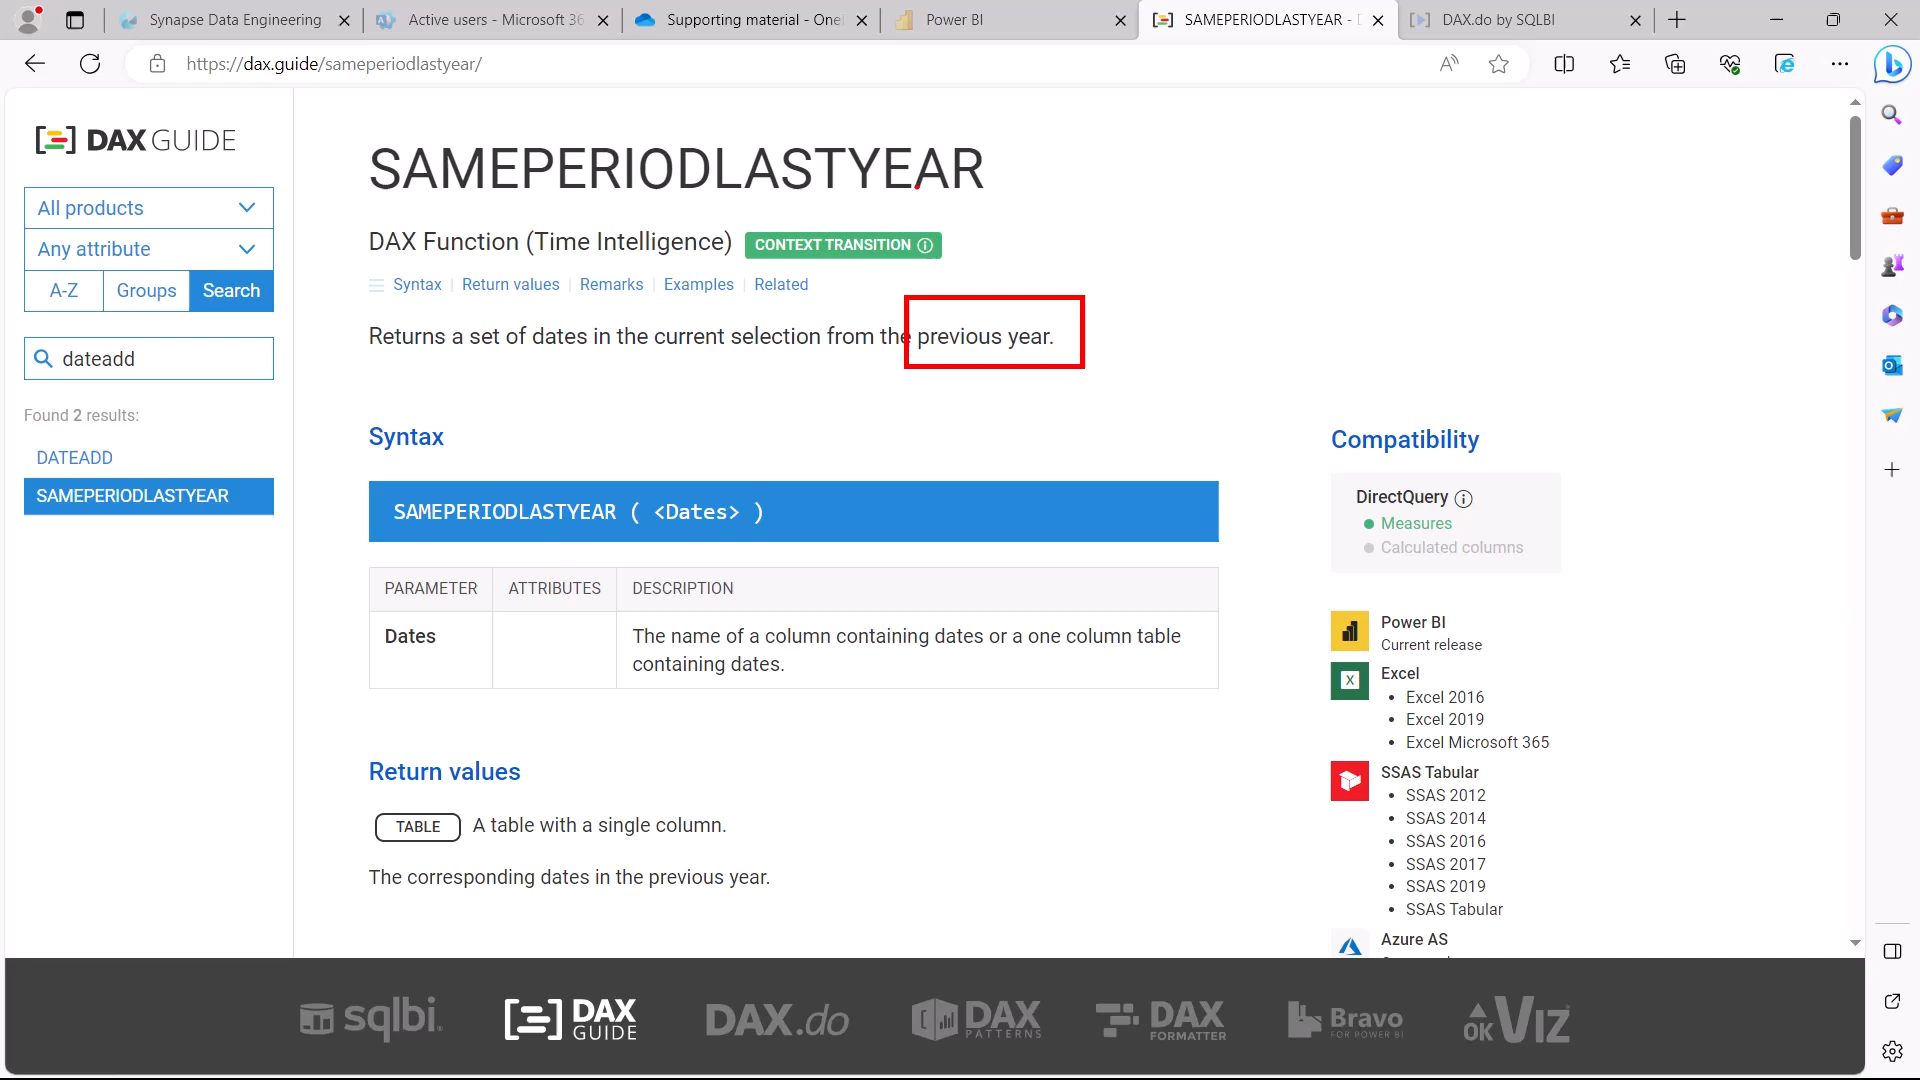 Synapse Data Engineering
Active users - Microsoft 36
Supporting material - One
Power BI
SAMEPERIODLASTYEAR - D
DAX.do by SQLBI
https://dax.guide/sameperiodlastyear/
DAX GUIDE
All products
Any attribute
A-Z
Groups
Search
dateadd
Found 2 results:
DATEADD
SAMEPERIODLASTYEAR
SAMEPERIODLASTYEAR
DAX Function (Time Intelligence) CONTEXT TRANSITION
Syntax | Return values | Remarks | Examples | Related
Returns a set of dates in the current selection from the previous year.
Syntax
SAMEPERIODLASTYEAR ( <Dates> )
PARAMETER ATTRIBUTES DESCRIPTION
Dates The name of a column containing dates or a one column table
containing dates.
Return values
TABLE A table with a single column.
The corresponding dates in the previous year.
Compatibility
DirectQuery
Measures
Calculated columns
Power BI
Current release
Excel
• Excel 2016
• Excel 2019
• Excel Microsoft 365
SSAS Tabular
• SSAS 2012
• SSAS 2014
• SSAS 2016
• SSAS 2017
• SSAS 2019
• SSAS Tabular
Azure AS
sqlbi.
DAX GUIDE
DAX.do
DAX PATTERNS
DAX FORMATTER
Bravo FOR POWER BI
OK VIZ